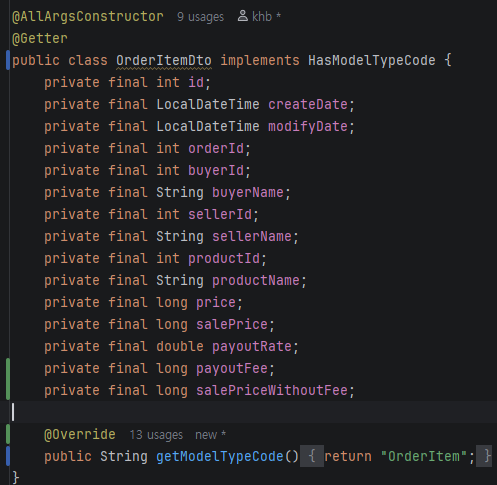 @AllArgsConstructor 9 usages khb *
@Getter
public class OrderItemDto implements HasModelTypeCode {
private final int id;
private final LocalDateTime createDate;
private final LocalDateTime modifyDate;
private final int orderId;
private final int buyerId;
private final String buyerName;
private final int sellerId;
private final String sellerName;
private final int productId;
private final String productName;
private final long price;
private final long salePrice;
private final double payoutRate;
private final long payoutFee;
private final long salePriceWithoutFee;
@Override 13 usages new *
public String getModelTypeCode() { return "OrderItem"; }
}